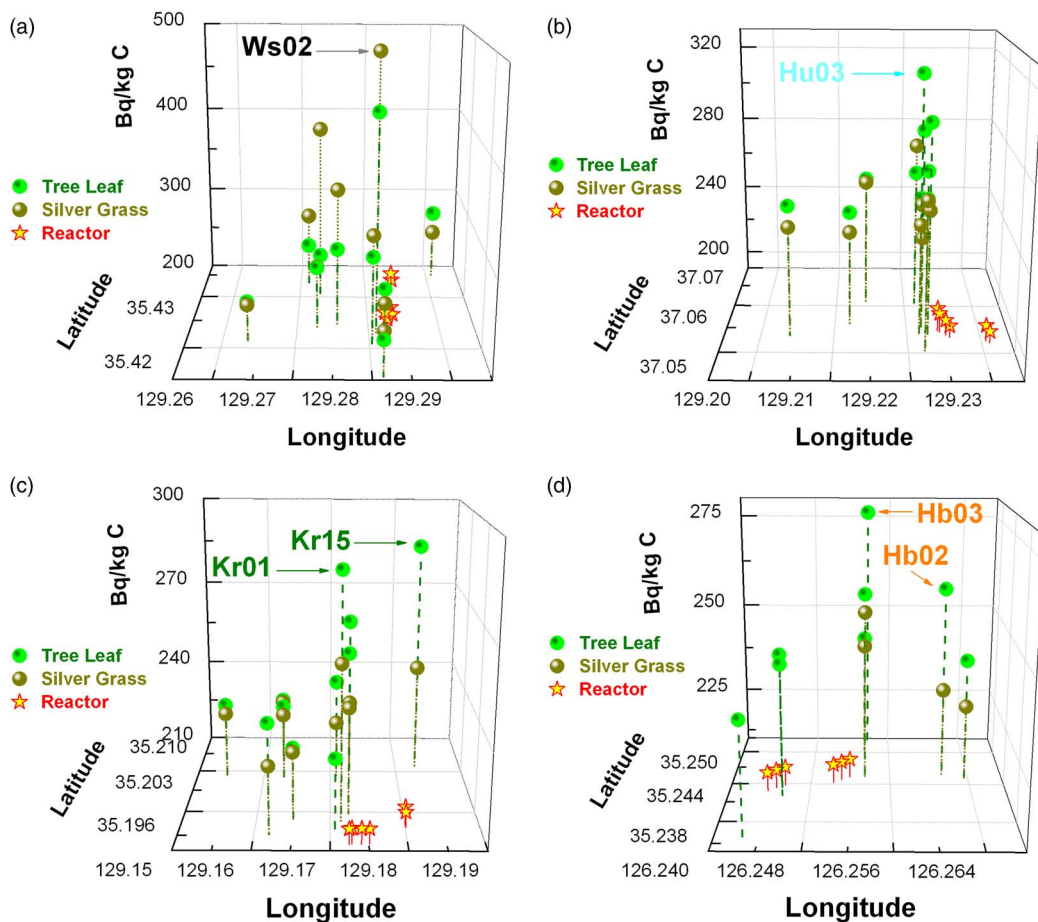 (a)
500
Ws02
Bq/kg C
400
Tree Leaf
Silver Grass
Reactor
300
200
Latitude
35.43
35.42
129.26
129.27
129.28
129.29
Longitude
(b)
320
Hu03
Bq/kg C
280
Tree Leaf
Silver Grass
Reactor
240
200
37.07
Latitude
37.06
37.05
129.20
129.21
129.22
129.23
Longitude
(c)
300
Kr15
Kr01
Bq/kg C
270
Tree Leaf
Silver Grass
Reactor
240
210
Latitude
35.210
35.203
35.196
129.15
129.16
129.17
129.18
129.19
Longitude
(d)
275
Hb03
Hb02
Bq/kg C
250
Tree Leaf
Silver Grass
Reactor
225
Latitude
35.250
35.244
35.238
126.240
126.248
126.256
126.264
Longitude